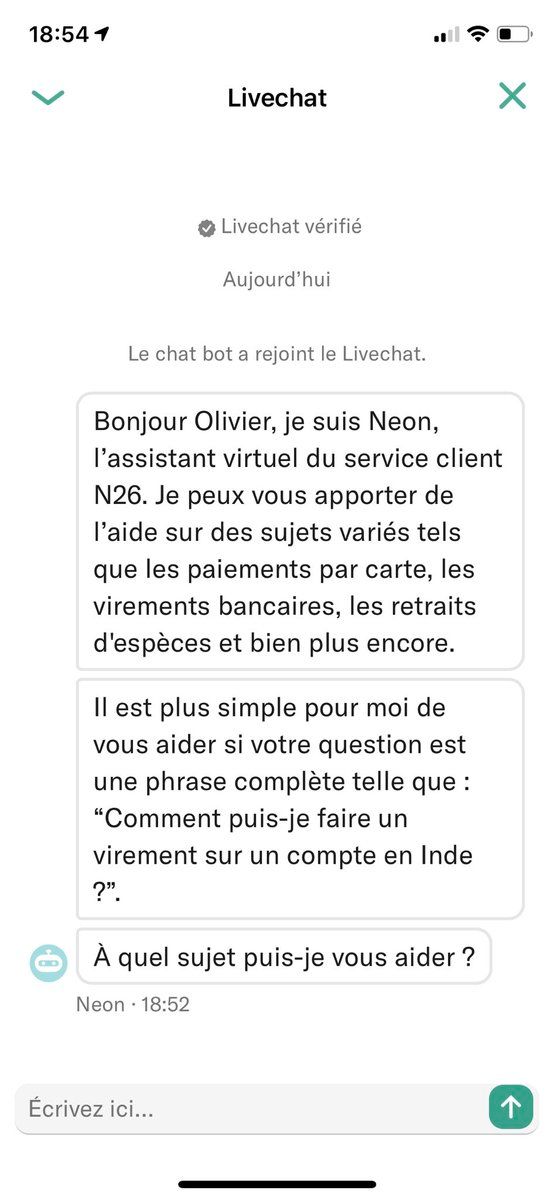 18:54
Livechat
Livechat vérifié
Aujourd’hui
Le chat bot a rejoint le Livechat.
Bonjour Olivier, je suis Neon,
l’assistant virtuel du service client
N26. Je peux vous apporter de
l’aide sur des sujets variés tels
que les paiements par carte, les
virements bancaires, les retraits
d'espèces et bien plus encore.
Il est plus simple pour moi de
vous aider si votre question est
une phrase complète telle que :
“Comment puis-je faire un
virement sur un compte en Inde
?”.
À quel sujet puis-je vous aider ?
Neon · 18:52
Écrivez ici...